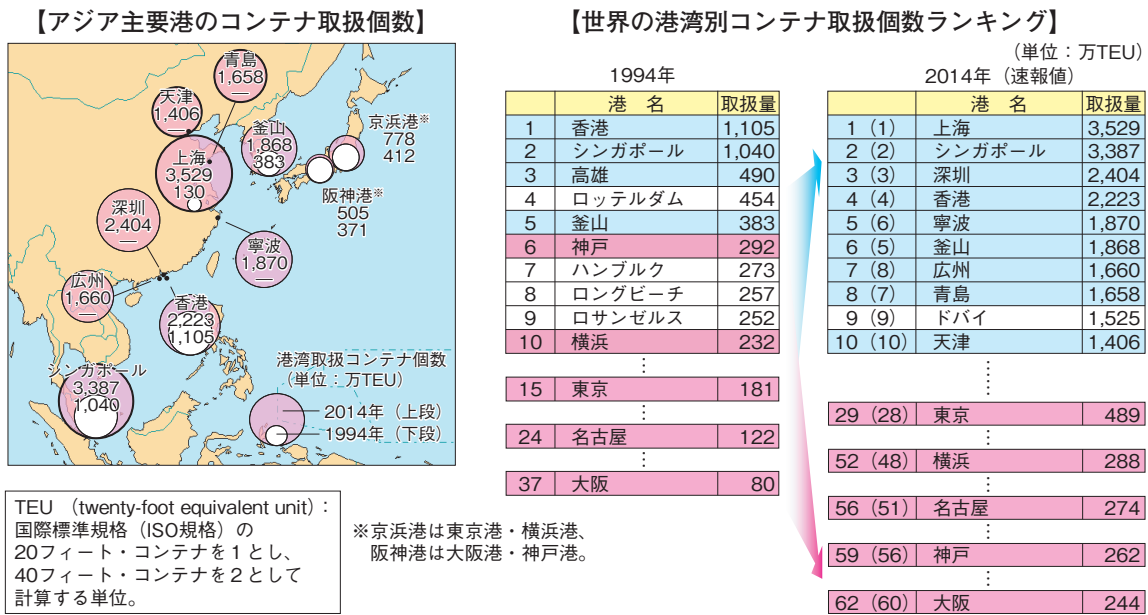 【アジア主要港のコンテナ取扱個数】
青島
1,658
―
天津
1,406
―
釜山
1,868
383
京浜港※
778
412
上海
3,529
130
阪神港※
505
371
深圳
2,404
―
寧波
1,870
―
広州
1,660
―
香港
2,223
1,105
シンガポール
3,387
1,040
港湾取扱コンテナ個数
(単位:万TEU)
2014年(上段)
1994年(下段)
TEU (twenty-foot equivalent unit):
国際標準規格(ISO規格)の
20フィート・コンテナを1とし、
40フィート・コンテナを2として
計算する単位。
※京浜港は東京港・横浜港、
阪神港は大阪港・神戸港。
【世界の港湾別コンテナ取扱個数ランキング】
(単位:万TEU)
1994年
港 名 取扱量
1 香港 1,105
2 シンガポール 1,040
3 高雄 490
4 ロッテルダム 454
5 釜山 383
6 神戸 292
7 ハンブルク 273
8 ロングビーチ 257
9 ロサンゼルス 252
10 横浜 232
⋮
15 東京 181
⋮
24 名古屋 122
⋮
37 大阪 80
2014年(速報値)
港 名 取扱量
1 (1) 上海 3,529
2 (2) シンガポール 3,387
3 (3) 深圳 2,404
4 (4) 香港 2,223
5 (6) 寧波 1,870
6 (5) 釜山 1,868
7 (8) 広州 1,660
8 (7) 青島 1,658
9 (9) ドバイ 1,525
10 (10) 天津 1,406
⋮
29 (28) 東京 489
⋮
52 (48) 横浜 288
⋮
56 (51) 名古屋 274
⋮
59 (56) 神戸 262
⋮
62 (60) 大阪 244